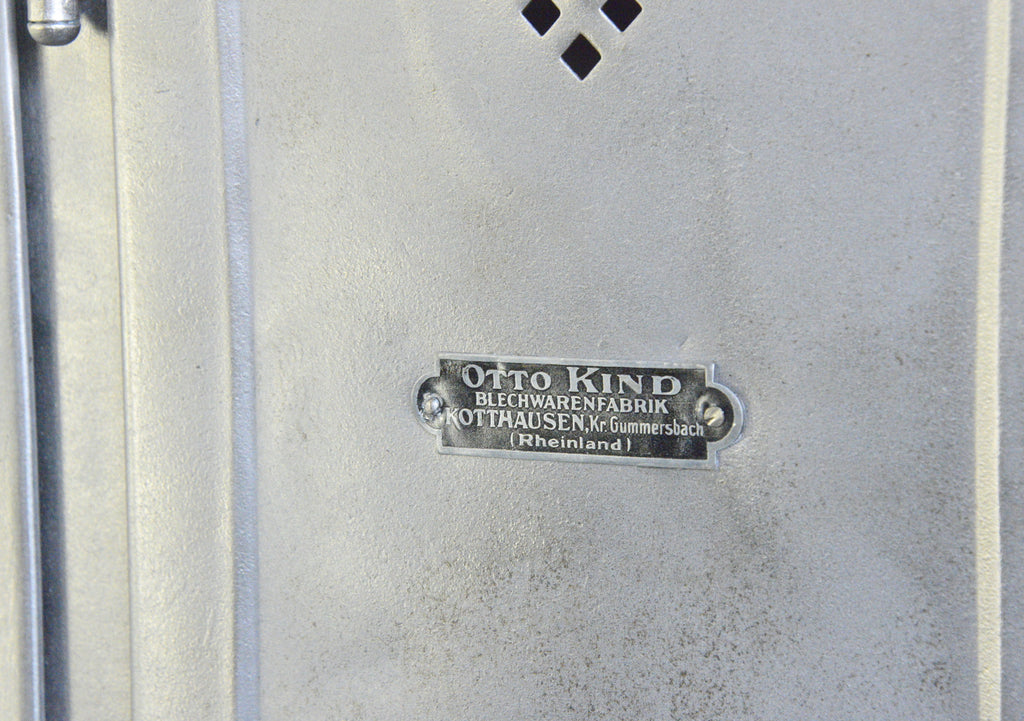 OTTO KIND
BLECHWARENFABRIK
KOTTHAUSEN, Kr. Gummersbach
(Rheinland)